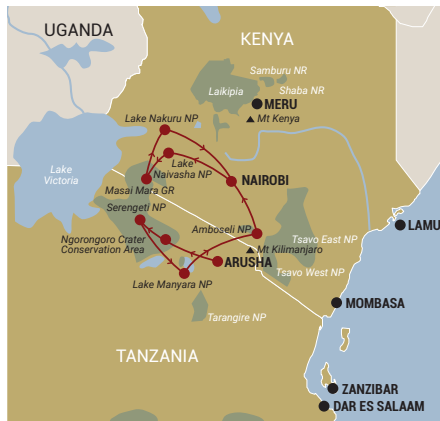 UGANDA
KENYA
Samburu NR
Laikipia
Shaba NR
MERU
Mt Kenya
Lake Nakuru NP
Lake
Naivasha NP
Lake
Victoria
NAIROBI
Masai Mara GR
Serengeti NP
LAMU
Amboseli NP
Tsavo East NP
Ngorongoro Crater
Conservation Area
Mt Kilimanjaro
ARUSHA
Tsavo West NP
Lake Manyara NP
MOMBASA
Tarangire NP
TANZANIA
ZANZIBAR
DAR ES SALAAM